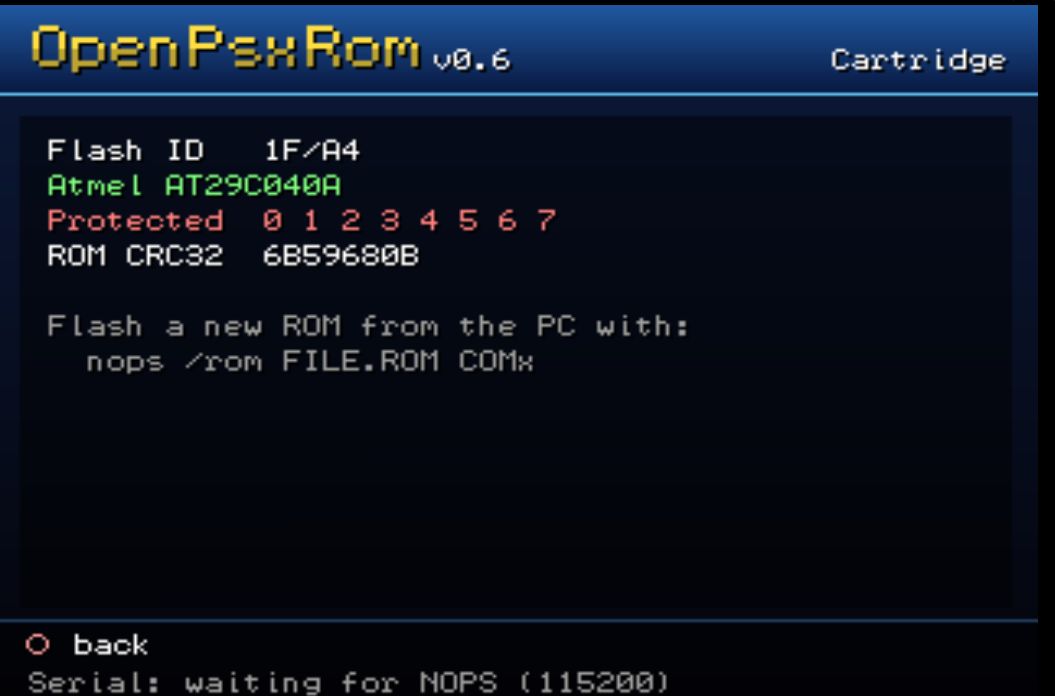 OpenPsxRom v0.6 Cartridge
Flash ID 1F/A4
Atmel AT29C040A
Protected 0 1 2 3 4 5 6 7
ROM CRC32 6B59680B
Flash a new ROM from the PC with:
nops /rom FILE.ROM COMx
O back
Serial: waiting for NOPS (115200)